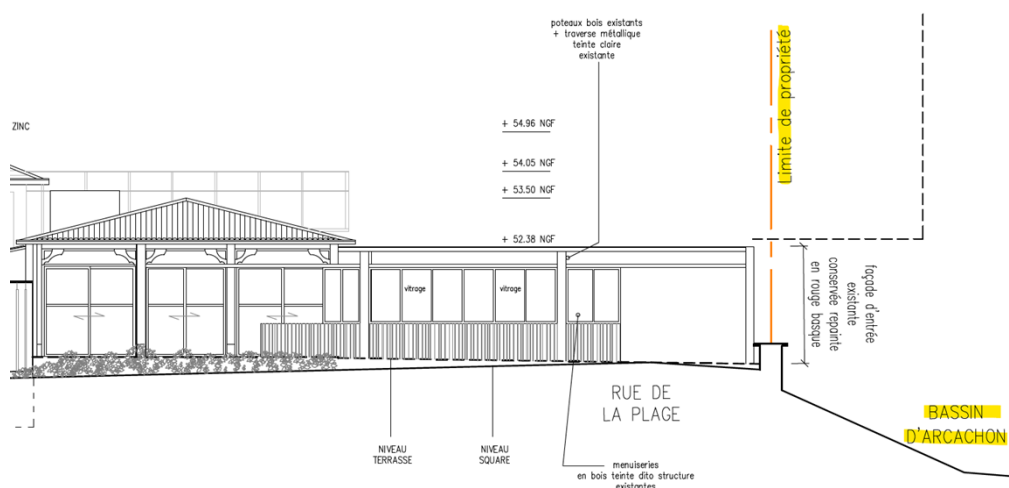 poteaux bois existants
+ traverse métallique
teinte claire
existante
Limite de propriété
ZINC
+ 54.96 NGF
+ 54.05 NGF
+ 53.50 NGF
+ 52.38 NGF
vitrage
vitrage
façade d'entrée
existante
conservée repainte
en rouge basque
RUE DE
LA PLAGE
BASSIN
D'ARCACHON
NIVEAU
TERRASSE
NIVEAU
SQUARE
menuiseries
en bois teinte dito structure
existantes